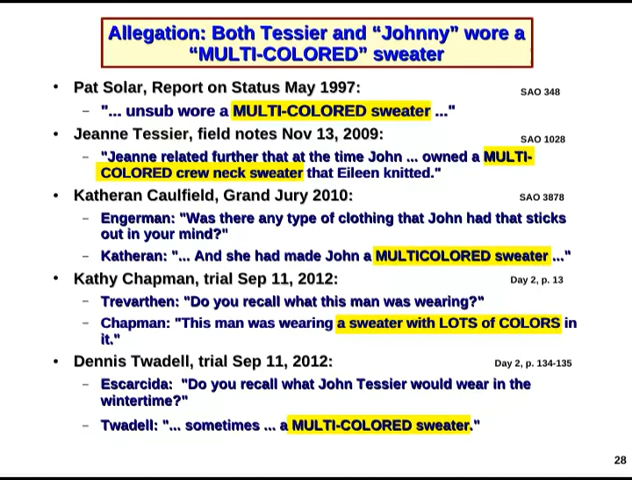 Allegation: Both Tessier and “Johnny” wore a
“MULTI-COLORED” sweater
• Pat Solar, Report on Status May 1997: SAO 348
– "... unsub wore a MULTI-COLORED sweater ..."
• Jeanne Tessier, field notes Nov 13, 2009: SAO 1028
– "Jeanne related further that at the time John ... owned a MULTI-
COLORED crew neck sweater that Eileen knitted."
• Katheran Caulfield, Grand Jury 2010: SAO 3878
– Engerman: "Was there any type of clothing that John had that sticks
out in your mind?"
– Katheran: "... And she had made John a MULTICOLORED sweater ..."
• Kathy Chapman, trial Sep 11, 2012: Day 2, p. 13
– Trevarthen: "Do you recall what this man was wearing?"
– Chapman: "This man was wearing a sweater with LOTS of COLORS in
it."
• Dennis Twadell, trial Sep 11, 2012: Day 2, p. 134-135
– Escarcida: "Do you recall what John Tessier would wear in the
wintertime?"
– Twadell: "... sometimes ... a MULTI-COLORED sweater."
28